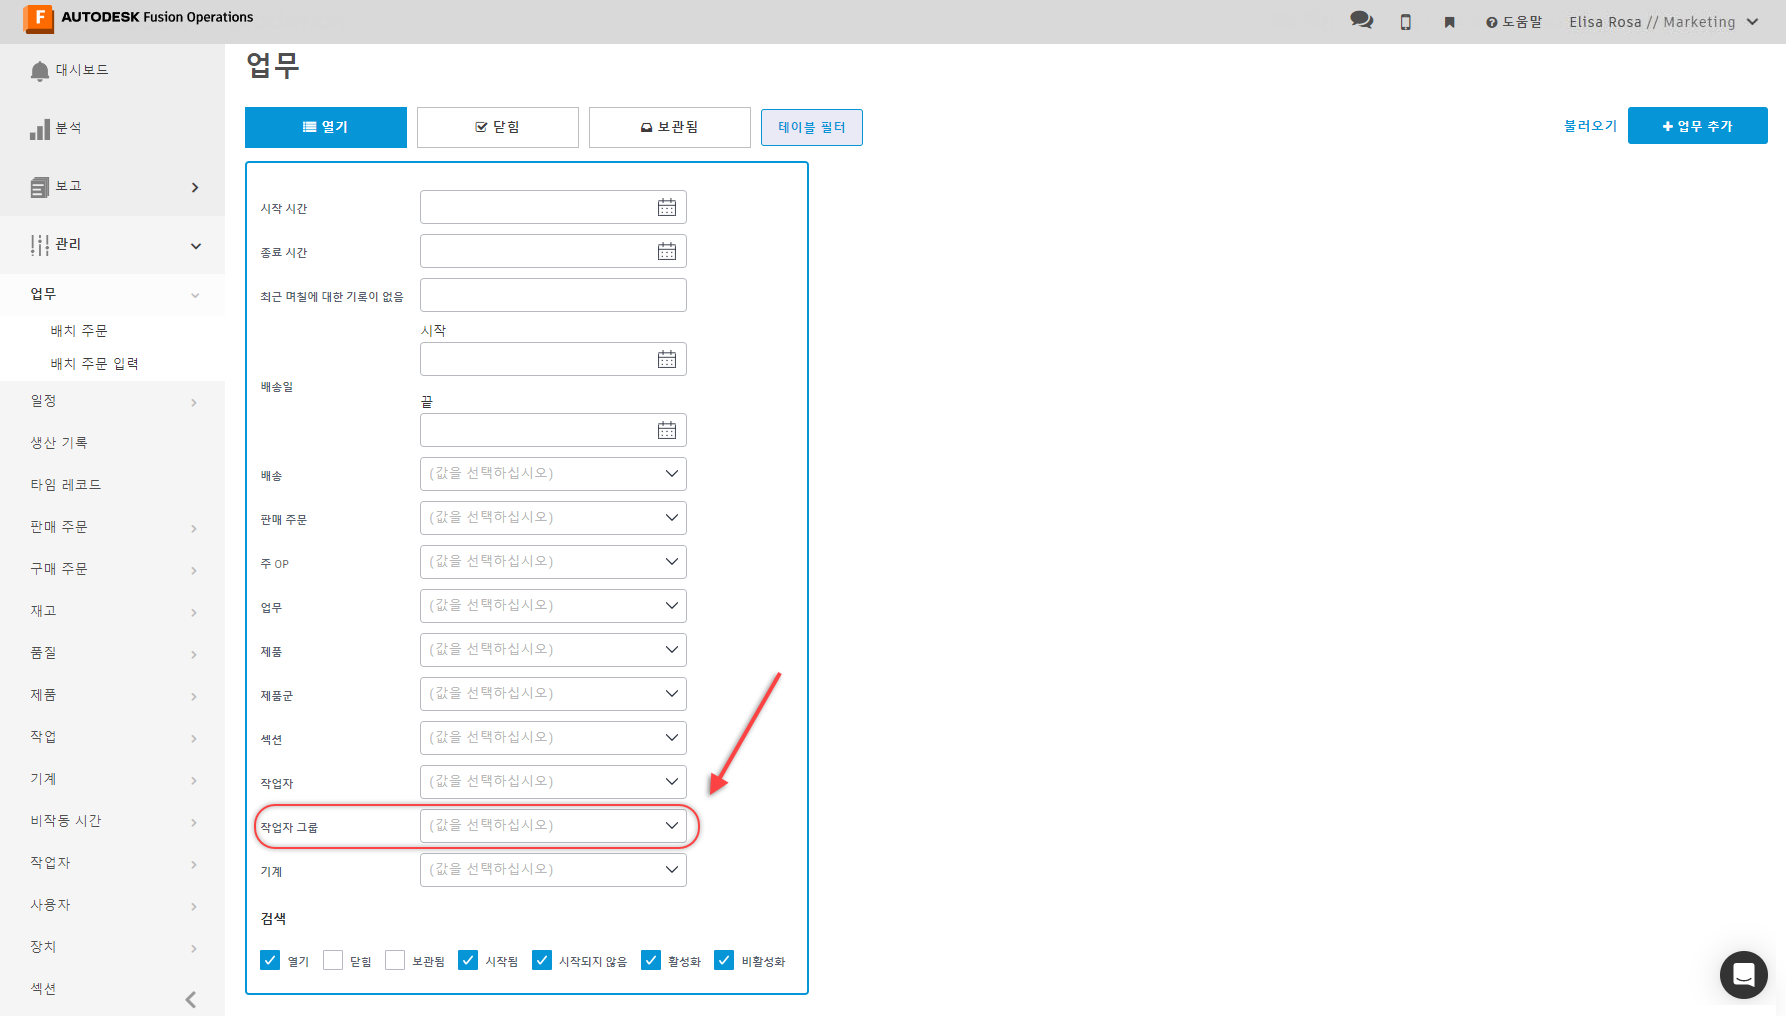 AUTODESK Fusion Operations
도움말
Elisa Rosa // Marketing
대시보드
분석
보고
관리
업무
배치 주문
배치 주문 입력
일정
생산 기록
타임 레코드
판매 주문
구매 주문
재고
품질
제품
작업
기계
비작동 시간
작업자
사용자
장치
섹션
업무
열기
닫힘
보관됨
테이블 필터
불러오기
업무 추가
시작 시간
종료 시간
최근 며칠에 대한 기록이 없음
시작
배송일
끝
배송 (값을 선택하십시오)
판매 주문 (값을 선택하십시오)
주 OP (값을 선택하십시오)
업무 (값을 선택하십시오)
제품 (값을 선택하십시오)
제품군 (값을 선택하십시오)
섹션 (값을 선택하십시오)
작업자 (값을 선택하십시오)
작업자 그룹 (값을 선택하십시오)
기계 (값을 선택하십시오)
검색
열기 닫힘 보관됨 시작됨 시작되지 않음 활성화 비활성화